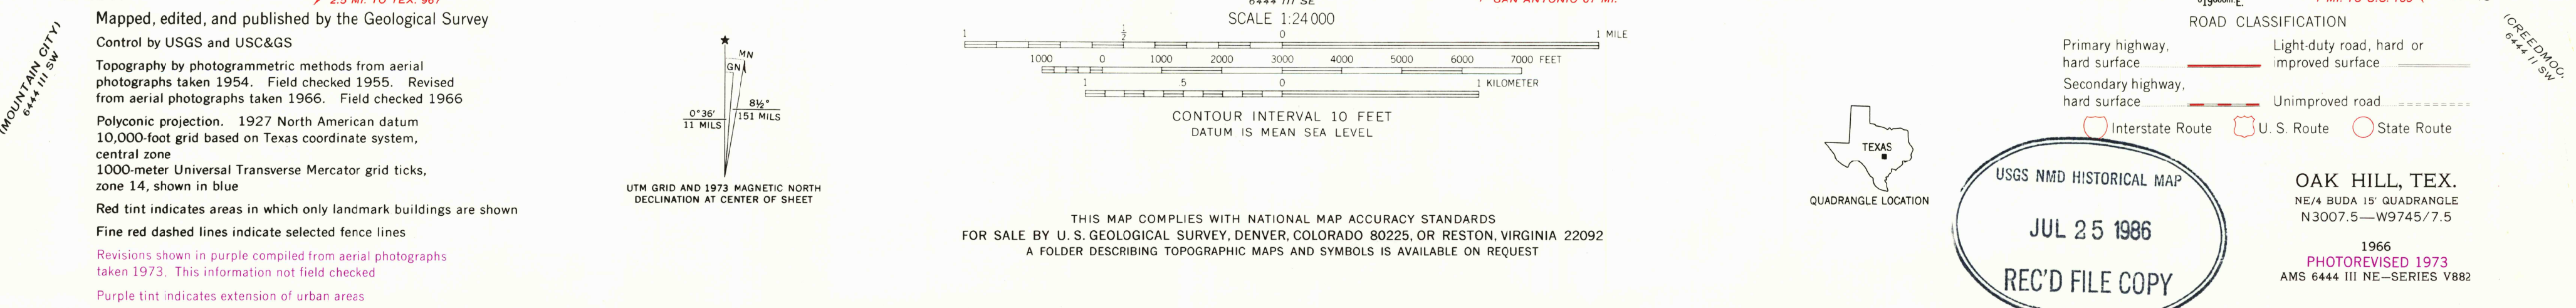 2.5 MI. TO TEX. 967
(MOUNTAIN CITY)
6444 III SW
Mapped, edited, and published by the Geological Survey
Control by USGS and USC&GS
Topography by photogrammetric methods from aerial
photographs taken 1954. Field checked 1955. Revised
from aerial photographs taken 1966. Field checked 1966
Polyconic projection. 1927 North American datum
10,000-foot grid based on Texas coordinate system,
central zone
1000-meter Universal Transverse Mercator grid ticks,
zone 14, shown in blue
Red tint indicates areas in which only landmark buildings are shown
Fine red dashed lines indicate selected fence lines
Revisions shown in purple compiled from aerial photographs
taken 1973. This information not field checked
Purple tint indicates extension of urban areas
★
MN
GN
0°36'
11 MILS
8½°
151 MILS
UTM GRID AND 1973 MAGNETIC NORTH
DECLINATION AT CENTER OF SHEET
6444 III SE
SCALE 1:24 000
1 ½ 0 1 MILE
1000 0 1000 2000 3000 4000 5000 6000 7000 FEET
1 .5 0 1 KILOMETER
CONTOUR INTERVAL 10 FEET
DATUM IS MEAN SEA LEVEL
THIS MAP COMPLIES WITH NATIONAL MAP ACCURACY STANDARDS
FOR SALE BY U. S. GEOLOGICAL SURVEY, DENVER, COLORADO 80225, OR RESTON, VIRGINIA 22092
A FOLDER DESCRIBING TOPOGRAPHIC MAPS AND SYMBOLS IS AVAILABLE ON REQUEST
TEXAS
QUADRANGLE LOCATION
ROAD CLASSIFICATION
Primary highway,
hard surface
Light-duty road, hard or
improved surface
Secondary highway,
hard surface
Unimproved road
Interstate Route
U. S. Route
State Route
USGS NMD HISTORICAL MAP
JUL 25 1986
REC'D FILE COPY
OAK HILL, TEX.
NE/4 BUDA 15' QUADRANGLE
N3007.5—W9745/7.5
1966
PHOTOREVISED 1973
AMS 6444 III NE—SERIES V882
6444 II SW